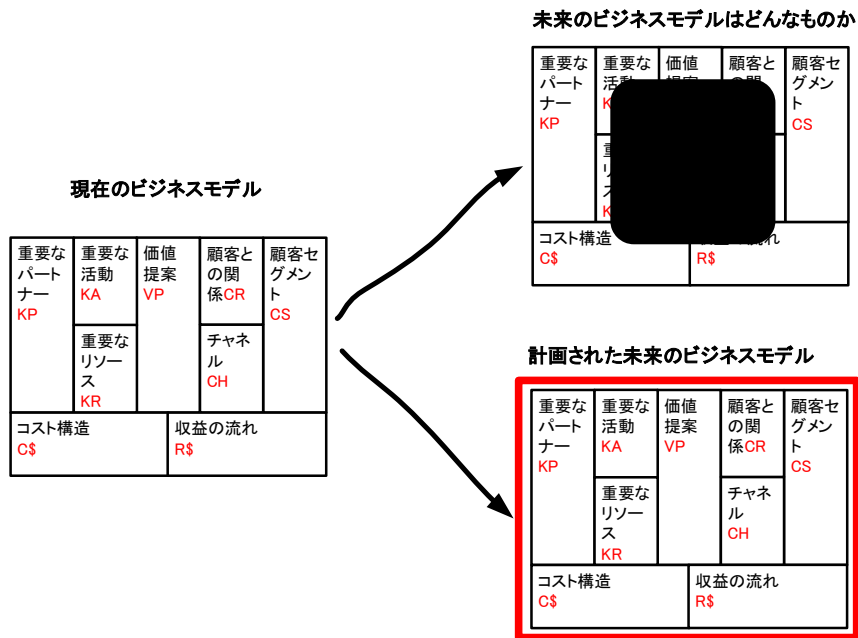 未来のビジネスモデルはどんなものか
重要な
パート
ナー
KP
重要な
価値
顧客と
顧客セ
グメン
ト
CS
コスト構造
C$
R$
現在のビジネスモデル
重要な
パート
ナー
KP
重要な
活動
KA
重要な
リソー
ス
KR
価値
提案
VP
顧客と
の関
係CR
チャネ
ル
CH
顧客セ
グメン
ト
CS
コスト構造
C$
収益の流れ
R$
計画された未来のビジネスモデル
重要な
パート
ナー
KP
重要な
活動
KA
重要な
リソー
ス
KR
価値
提案
VP
顧客と
の関
係CR
チャネ
ル
CH
顧客セ
グメン
ト
CS
コスト構造
C$
収益の流れ
R$